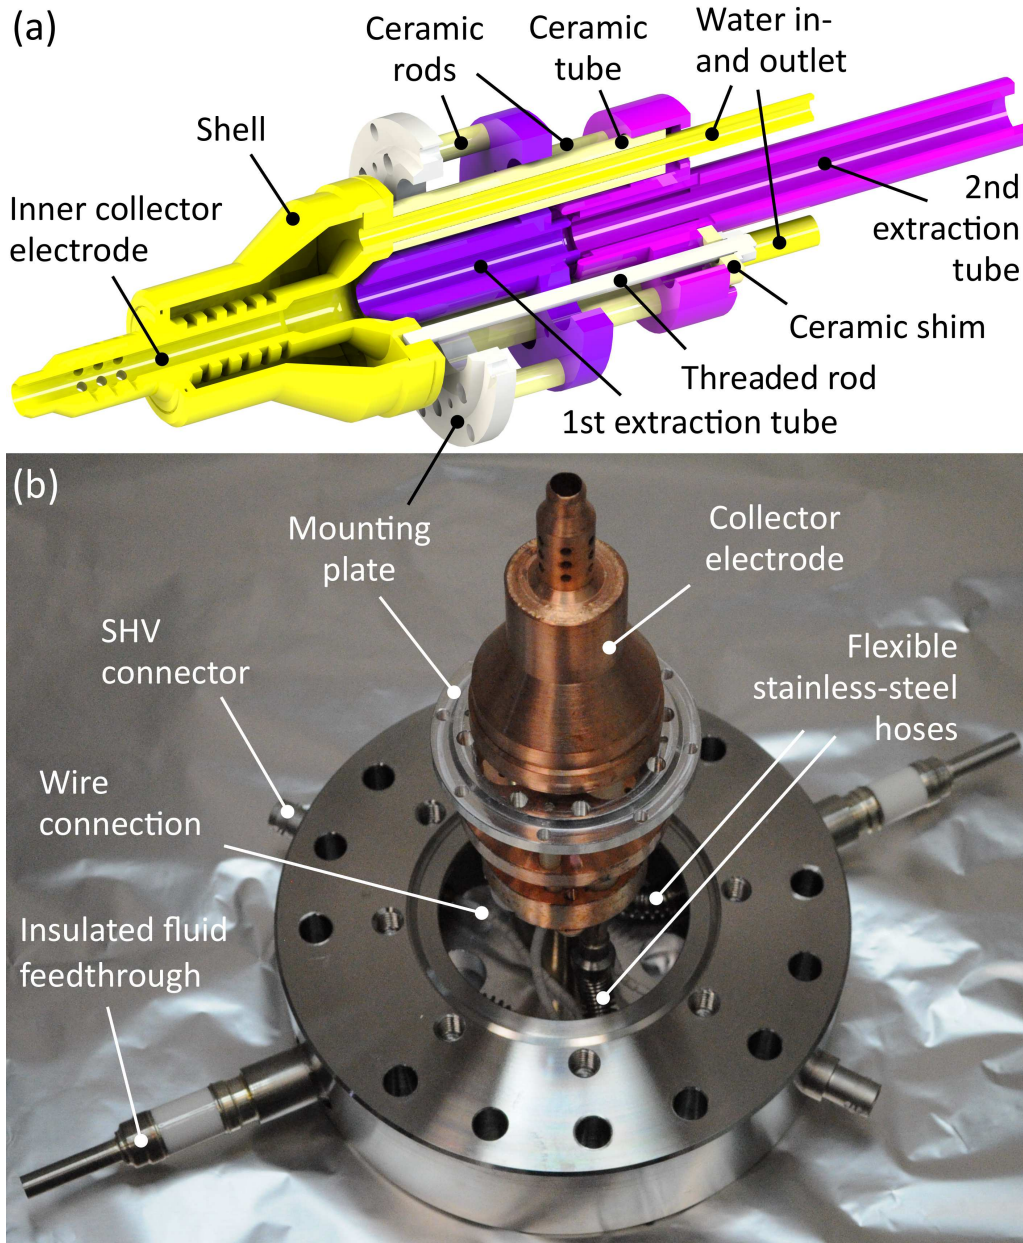 (a)
Ceramic
rods
Ceramic
tube
Water in-
and outlet
Shell
Inner collector
electrode
2nd
extraction
tube
Ceramic shim
Threaded rod
1st extraction tube
(b)
Mounting
plate
Collector
electrode
SHV
connector
Flexible
stainless-steel
hoses
Wire
connection
Insulated fluid
feedthrough